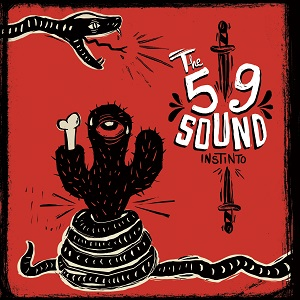 The
59
SOUND
INSTINTO